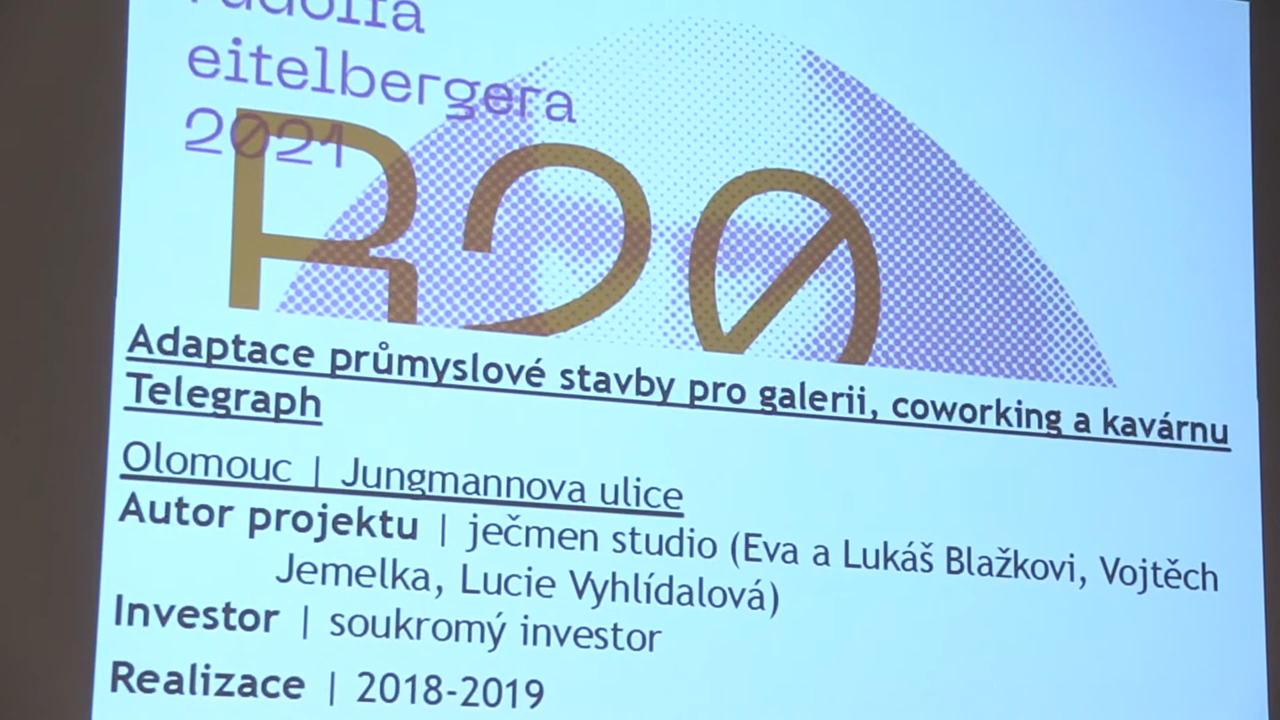 rudolfa
eitelbergera
2021
R20
Adaptace průmyslové stavby pro galerii, coworking a kavárnu
Telegraph
Olomouc | Jungmannova ulice
Autor projektu | ječmen studio (Eva a Lukáš Blažkovi, Vojtěch
Jemelka, Lucie Vyhlídalová)
Investor | soukromý investor
Realizace | 2018-2019